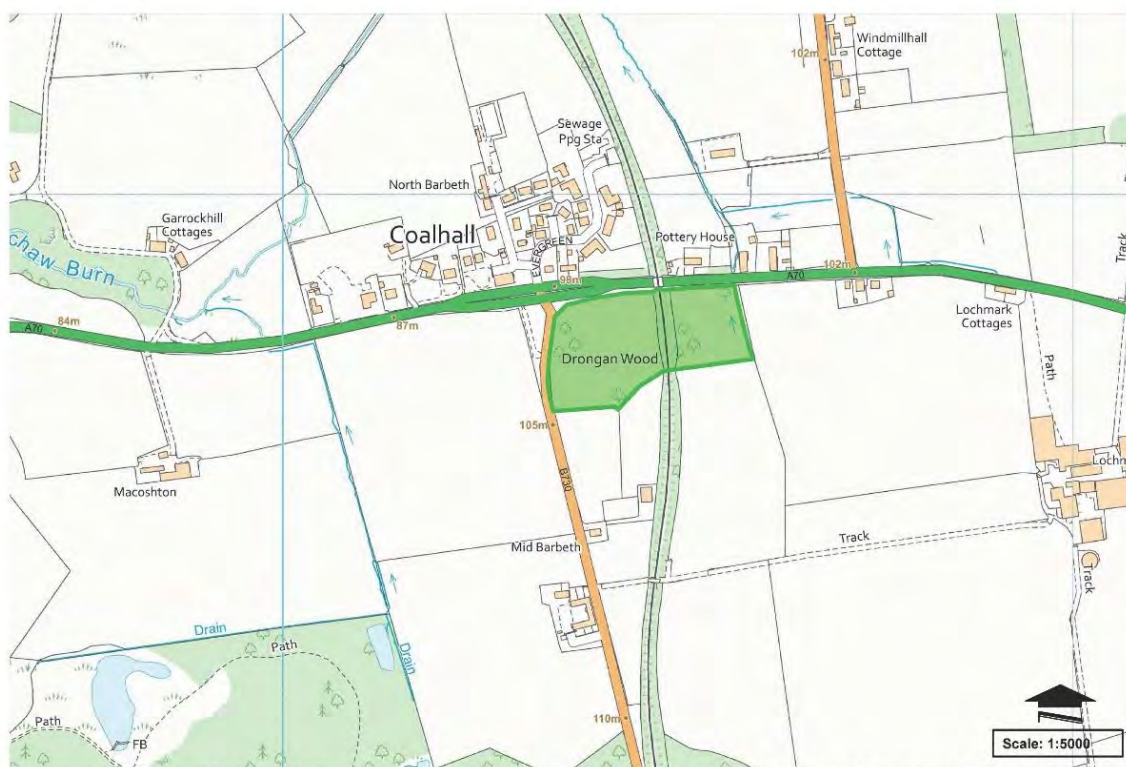 Windmillhall
Cottage
102m
Sewage
Ppg Sta
North Barbeth
Garrockhill
Cottages
Coalhall
EVERGREEN
Pottery House
Track
chaw Burn
98m
A70
102m
Lochmark
Cottages
84m
A70
87m
Drongan Wood
Path
Track
105m
Macoshton
B730
Lochm
Mid Barbeth
Track
Track
Drain
Path
Drain
Path
FB
110m
Scale: 1:5000